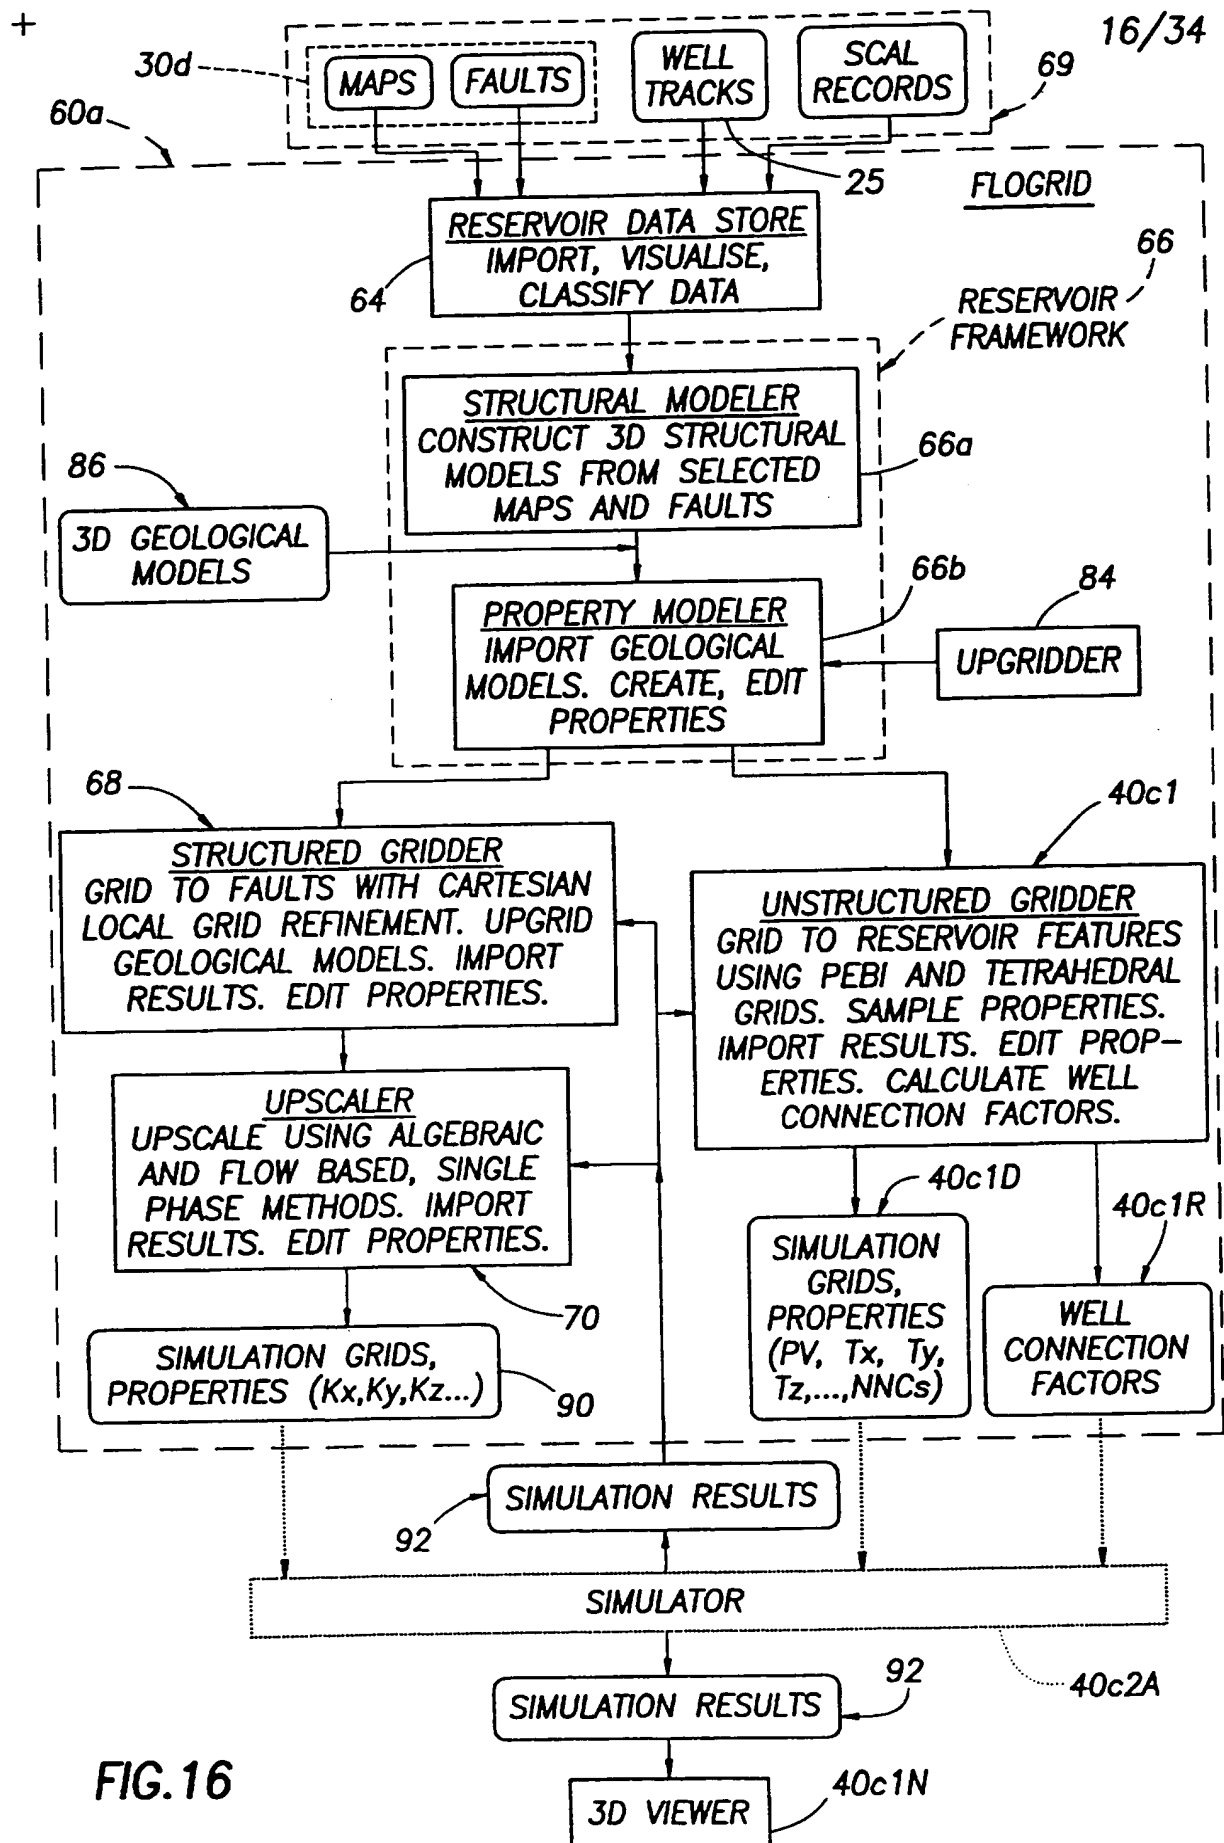 +
16/34
30d
MAPS
FAULTS
WELL
TRACKS
SCAL
RECORDS
69
60a
25
FLOGRID
RESERVOIR DATA STORE
IMPORT, VISUALISE,
CLASSIFY DATA
64
66
RESERVOIR
FRAMEWORK
STRUCTURAL MODELER
CONSTRUCT 3D STRUCTURAL
MODELS FROM SELECTED
MAPS AND FAULTS
66a
86
3D GEOLOGICAL
MODELS
66b
PROPERTY MODELER
IMPORT GEOLOGICAL
MODELS. CREATE, EDIT
PROPERTIES
84
UPGRIDDER
68
40c1
STRUCTURED GRIDDER
GRID TO FAULTS WITH CARTESIAN
LOCAL GRID REFINEMENT. UPGRID
GEOLOGICAL MODELS. IMPORT
RESULTS. EDIT PROPERTIES.
UNSTRUCTURED GRIDDER
GRID TO RESERVOIR FEATURES
USING PEBI AND TETRAHEDRAL
GRIDS. SAMPLE PROPERTIES.
IMPORT RESULTS. EDIT PROP-
ERTIES. CALCULATE WELL
CONNECTION FACTORS.
UPSCALER
UPSCALE USING ALGEBRAIC
AND FLOW BASED, SINGLE
PHASE METHODS. IMPORT
RESULTS. EDIT PROPERTIES.
40c1D
40c1R
70
SIMULATION
GRIDS,
PROPERTIES
(PV, Tx, Ty,
Tz,...,NNCs)
WELL
CONNECTION
FACTORS
SIMULATION GRIDS,
PROPERTIES (Kx,Ky,Kz...)
90
SIMULATION RESULTS
92
SIMULATOR
40c2A
SIMULATION RESULTS
92
3D VIEWER
40c1N
FIG.16